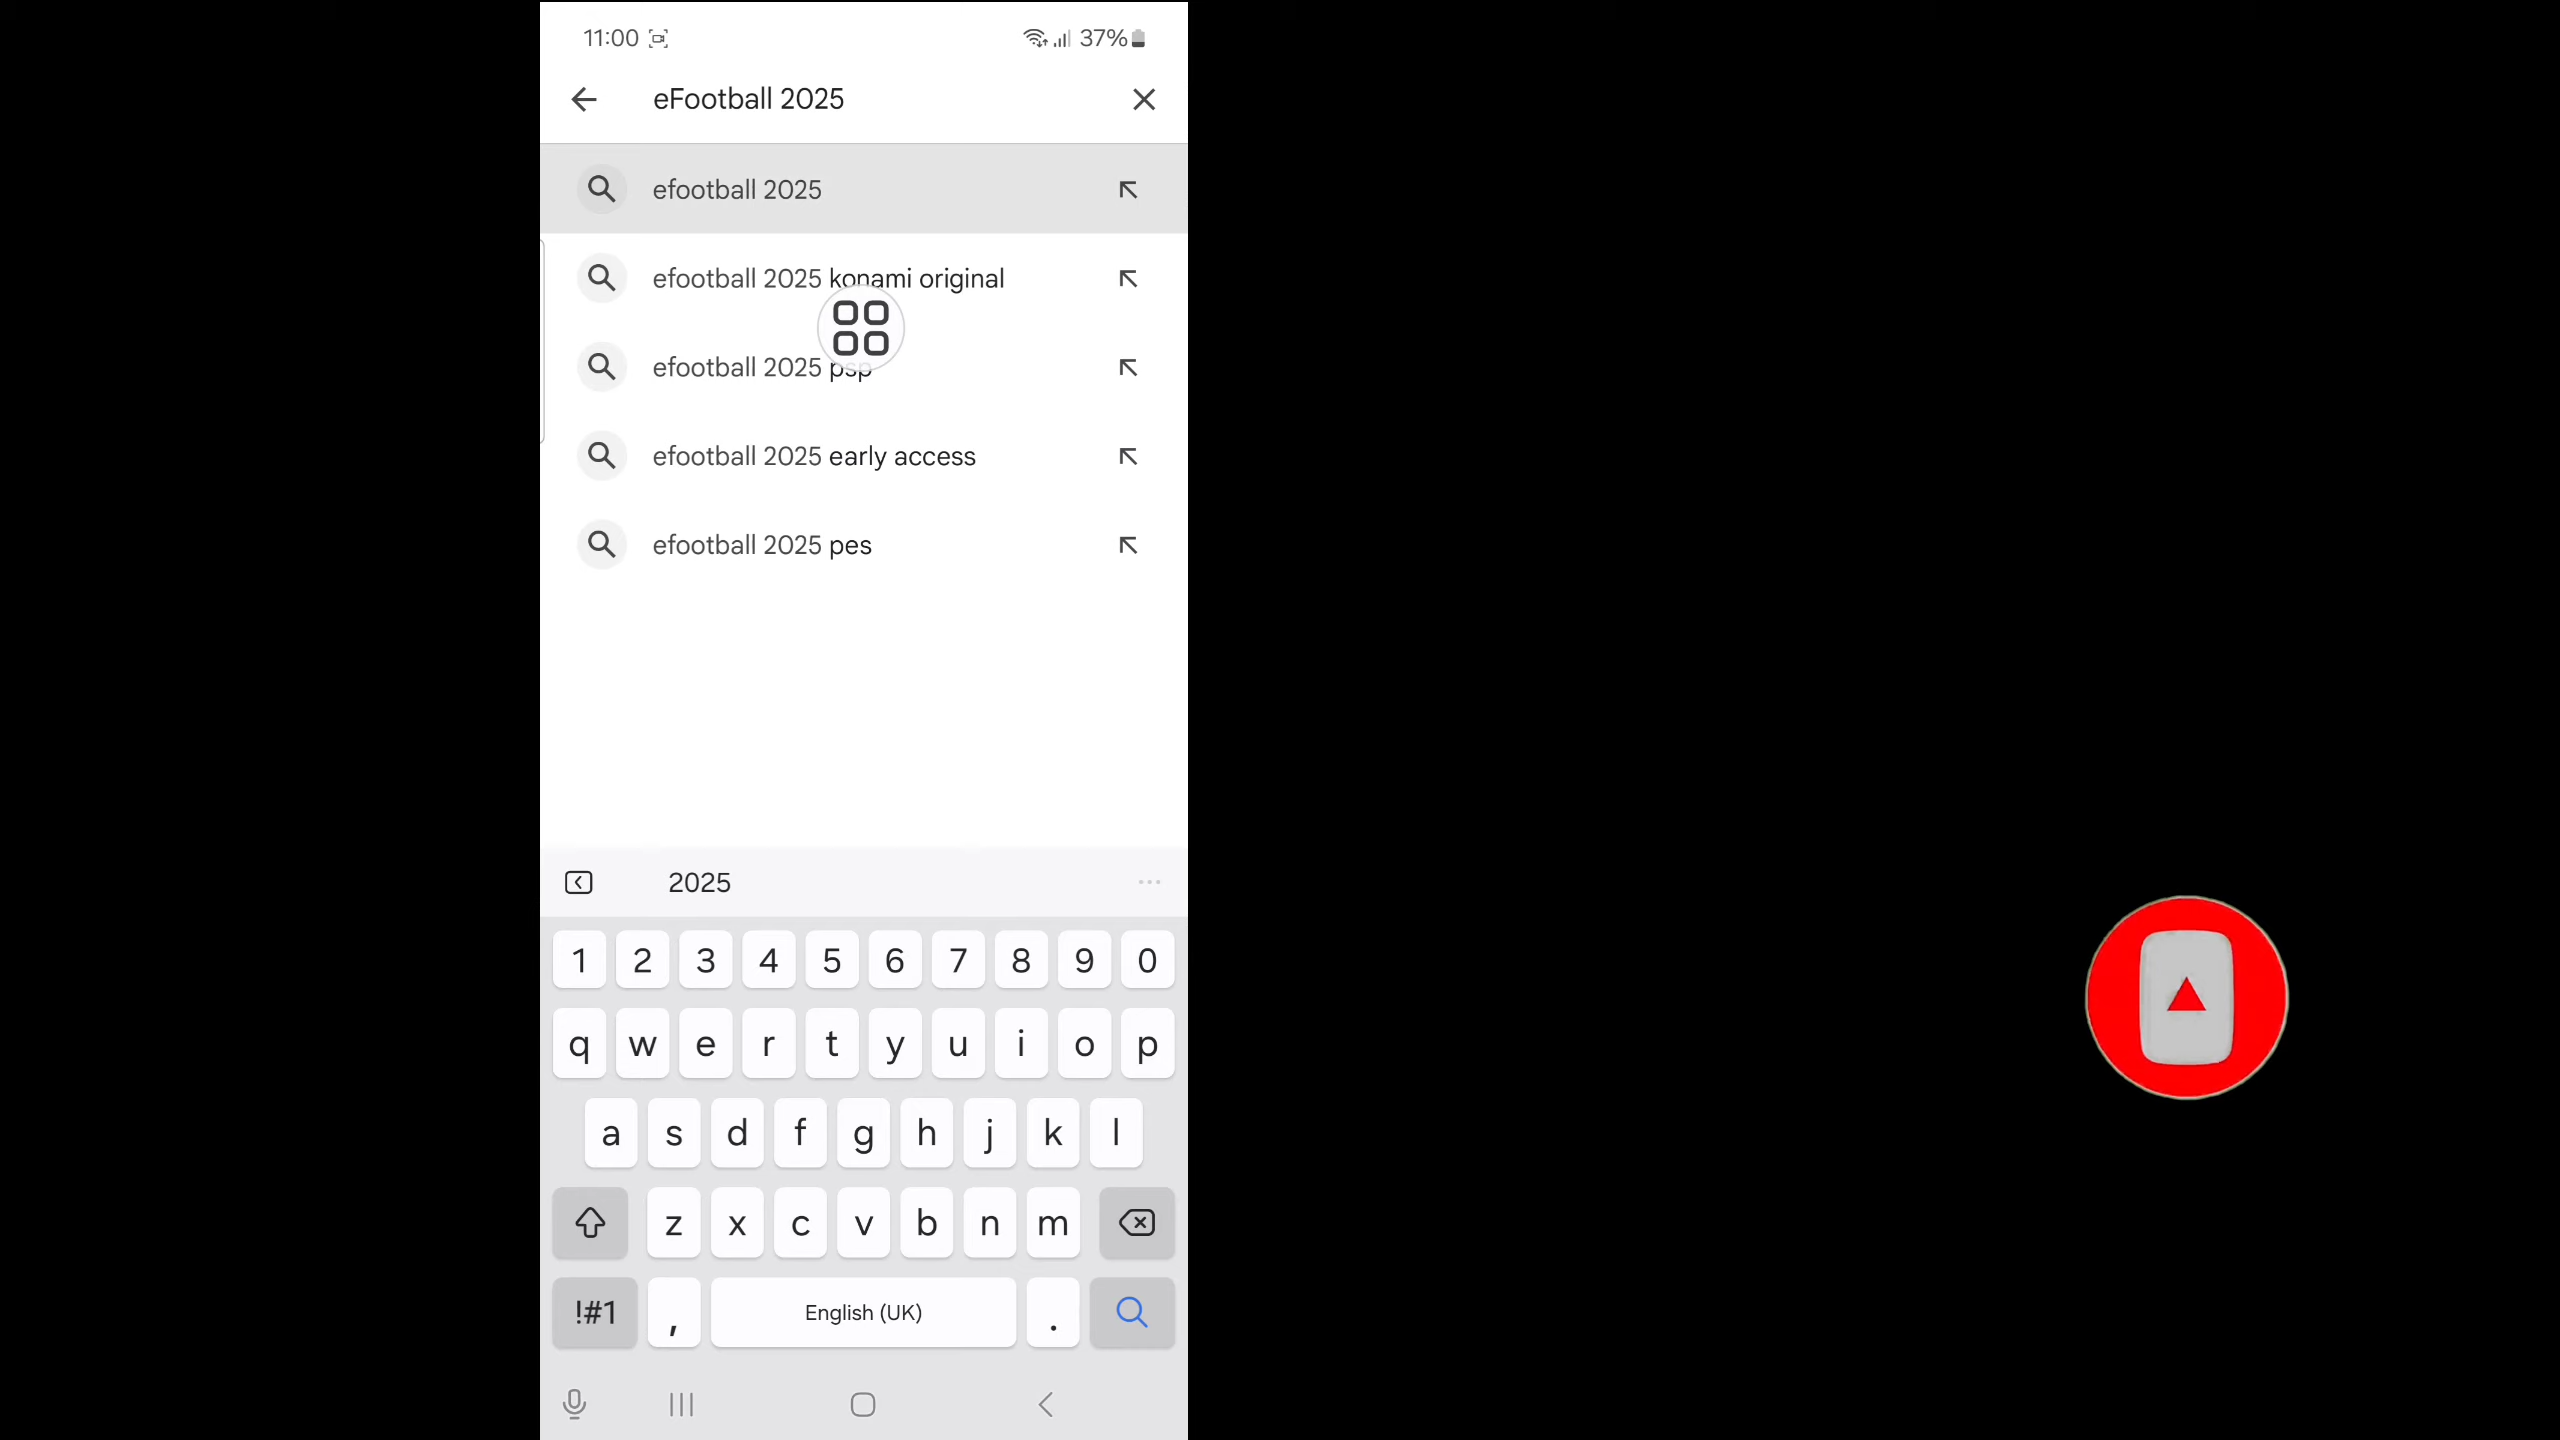 11:00 37%
eFootball 2025
efootball 2025
efootball 2025 konami original
efootball 2025 psp
efootball 2025 early access
efootball 2025 pes
2025
1 2 3 4 5 6 7 8 9 0
q w e r t y u i o p
a s d f g h j k l
z x c v b n m
!#1 , English (UK) .